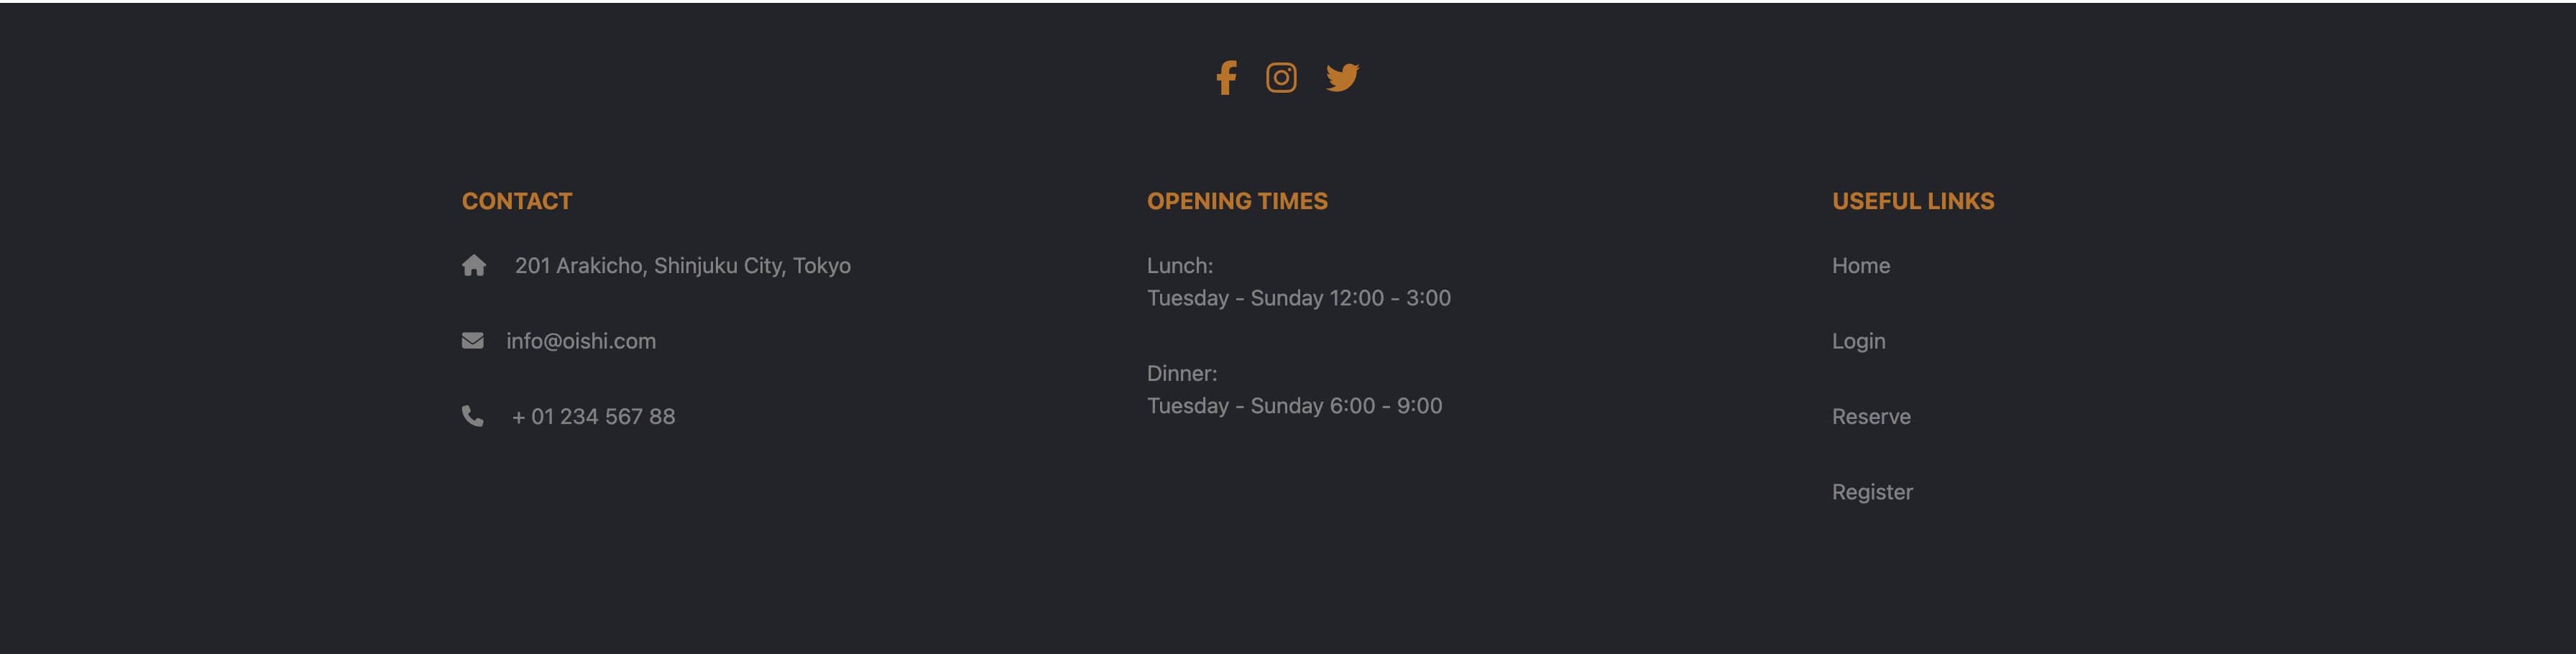 CONTACT
201 Arakicho, Shinjuku City, Tokyo
info@oishi.com
+ 01 234 567 88
OPENING TIMES
Lunch:
Tuesday - Sunday 12:00 - 3:00
Dinner:
Tuesday - Sunday 6:00 - 9:00
USEFUL LINKS
Home
Login
Reserve
Register